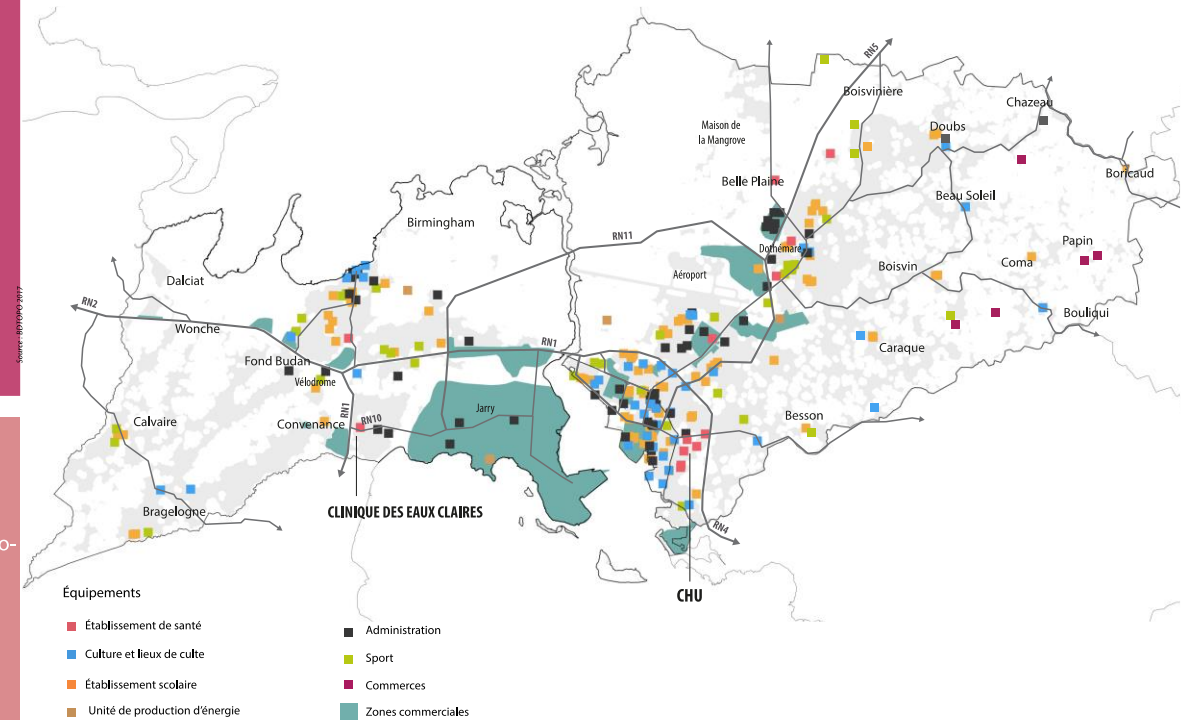 RN5
Boisvinière
Chazeau
Maison de
la Mangrove
Doubs
Boricaud
Belle Plaine
Beau Soleil
Birmingham
RN11
Dothémare
Papin
Dalciat
Aéroport
Boisvin
Coma
RN2
Bouliqui
Wonche
RN1
Caraque
Fond Budan
Vélodrome
Jarry
RN1
RN10
Besson
Calvaire
Convenance
Bragelogne
CLINIQUE DES EAUX CLAIRES
RN4
CHU
Source : BDTOPO 2017
o-
Équipements
Établissement de santé
Culture et lieux de culte
Établissement scolaire
Unité de production d'énergie
Administration
Sport
Commerces
Zones commerciales